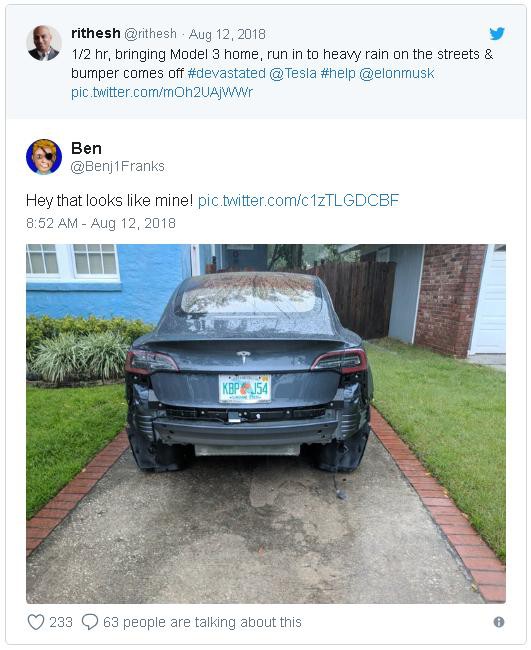 rithesh @rithesh · Aug 12, 2018
1/2 hr, bringing Model 3 home, run in to heavy rain on the streets &
bumper comes off #devastated @Tesla #help @elonmusk
pic.twitter.com/mOh2UAjWWr
Ben
@Benj1Franks
Hey that looks like mine! pic.twitter.com/c1zTLGDCBF
8:52 AM - Aug 12, 2018
KBP J54
233 63 people are talking about this